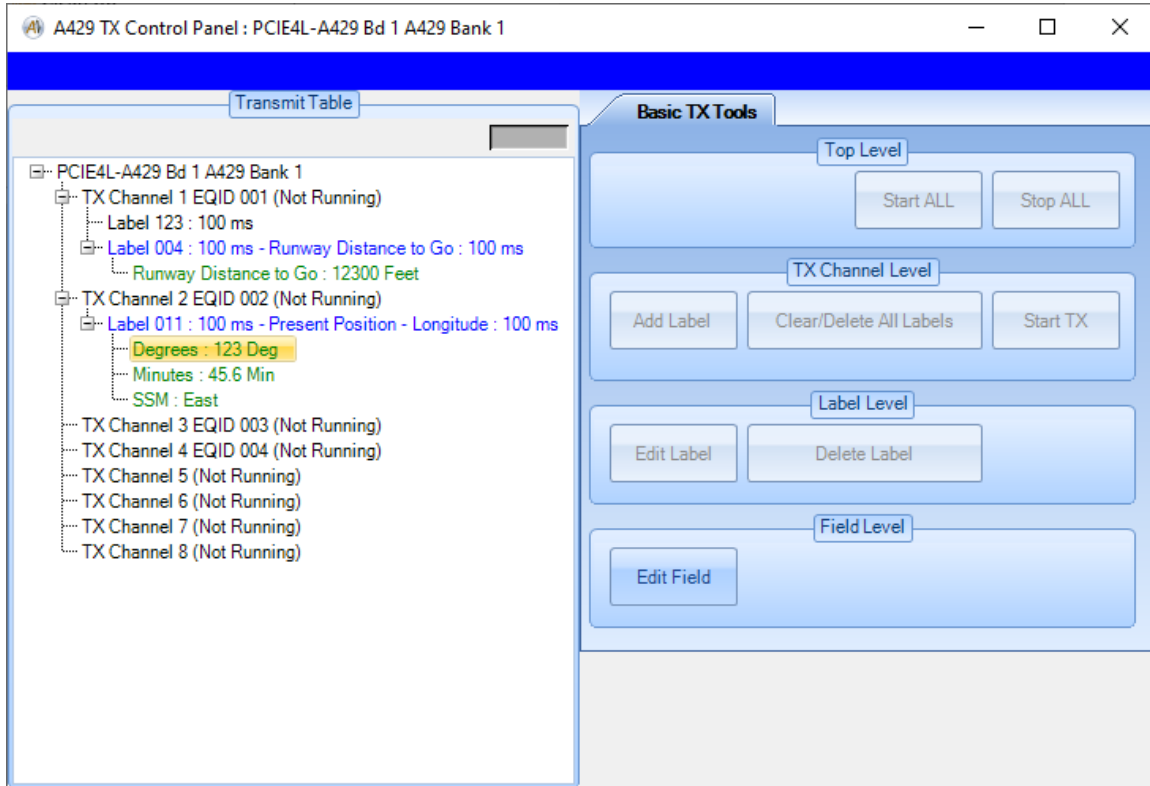 A429 TX Control Panel : PCIE4L-A429 Bd 1 A429 Bank 1
Transmit Table
PCIE4L-A429 Bd 1 A429 Bank 1
TX Channel 1 EQID 001 (Not Running)
Label 123 : 100 ms
Label 004 : 100 ms - Runway Distance to Go : 100 ms
Runway Distance to Go : 12300 Feet
TX Channel 2 EQID 002 (Not Running)
Label 011 : 100 ms - Present Position - Longitude : 100 ms
Degrees : 123 Deg
Minutes : 45.6 Min
SSM : East
TX Channel 3 EQID 003 (Not Running)
TX Channel 4 EQID 004 (Not Running)
TX Channel 5 (Not Running)
TX Channel 6 (Not Running)
TX Channel 7 (Not Running)
TX Channel 8 (Not Running)
Basic TX Tools
Top Level
Start ALL Stop ALL
TX Channel Level
Add Label Clear/Delete All Labels Start TX
Label Level
Edit Label Delete Label
Field Level
Edit Field